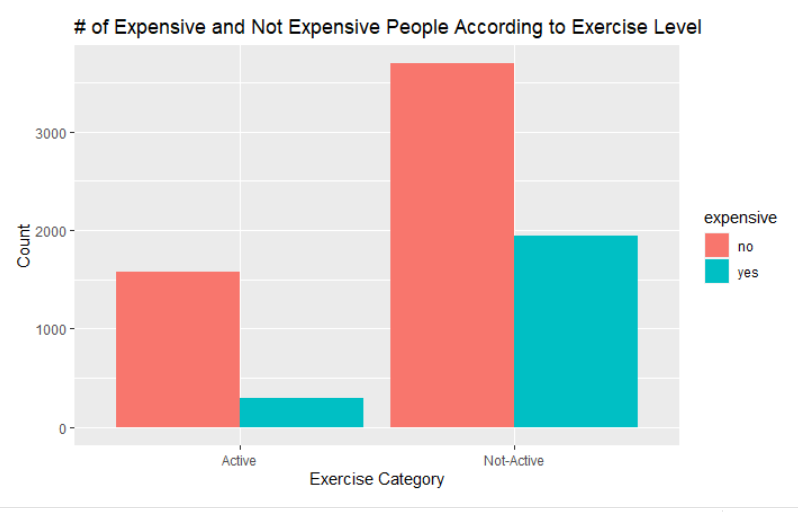 # of Expensive and Not Expensive People According to Exercise Level
3000
2000
1000
0
Count
Active
Not-Active
Exercise Category
expensive
no
yes